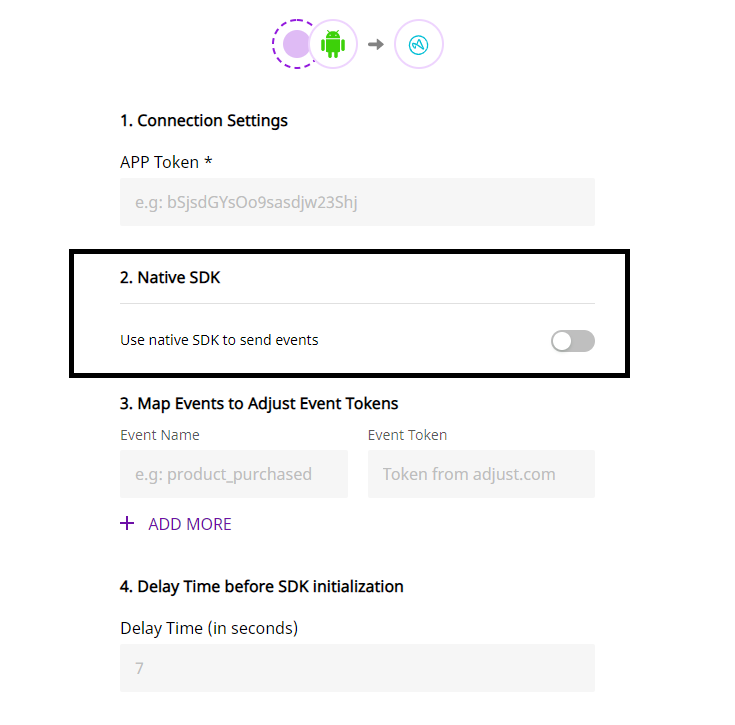 1. Connection Settings
APP Token *
e.g: bSjsdGYsOo9sasdjw23Shj
2. Native SDK
Use native SDK to send events
3. Map Events to Adjust Event Tokens
Event Name
Event Token
e.g: product_purchased
Token from adjust.com
+ ADD MORE
4. Delay Time before SDK initialization
Delay Time (in seconds)
7